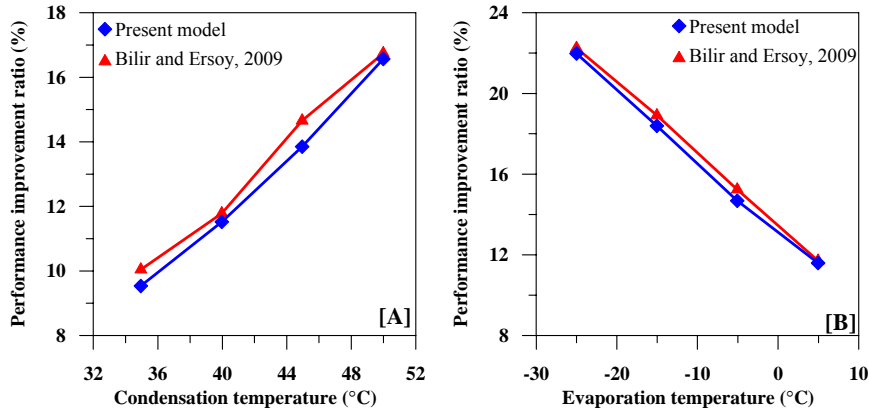 Performance improvement ratio (%)
18
16
14
12
10
8
Present model
Bilir and Ersoy, 2009
[A]
32 36 40 44 48 52
Condensation temperature (°C)
Performance improvement ratio (%)
24
20
16
12
8
Present model
Bilir and Ersoy, 2009
[B]
-30 -20 -10 0 10
Evaporation temperature (°C)